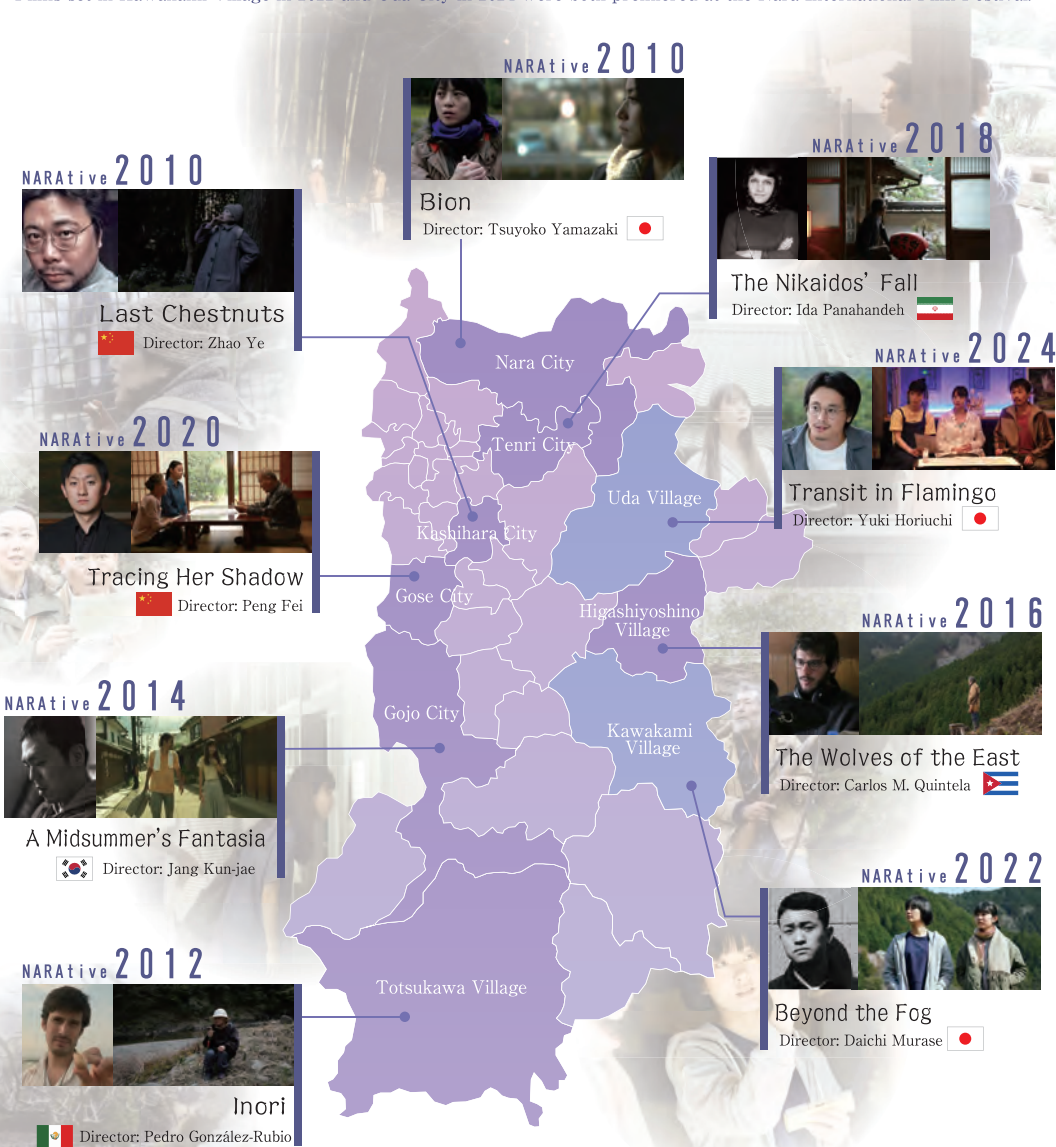 NARAtive 2010
Bion
Director: Tsuyoko Yamazaki
NARAtive 2018
The Nikaidos' Fall
Director: Ida Panahandeh
NARAtive 2010
Last Chestnuts
Director: Zhao Ye
NARAtive 2024
Transit in Flamingo
Director: Yuki Horiuchi
NARAtive 2020
Tracing Her Shadow
Director: Peng Fei
NARAtive 2016
The Wolves of the East
Director: Carlos M. Quintela
NARAtive 2014
A Midsummer's Fantasia
Director: Jang Kun-jae
NARAtive 2022
Beyond the Fog
Director: Daichi Murase
NARAtive 2012
Inori
Director: Pedro González-Rubio
Nara City
Tenri City
Uda Village
Kashihara City
Gose City
Higashiyoshino
Village
Gojo City
Kawakami
Village
Totsukawa Village